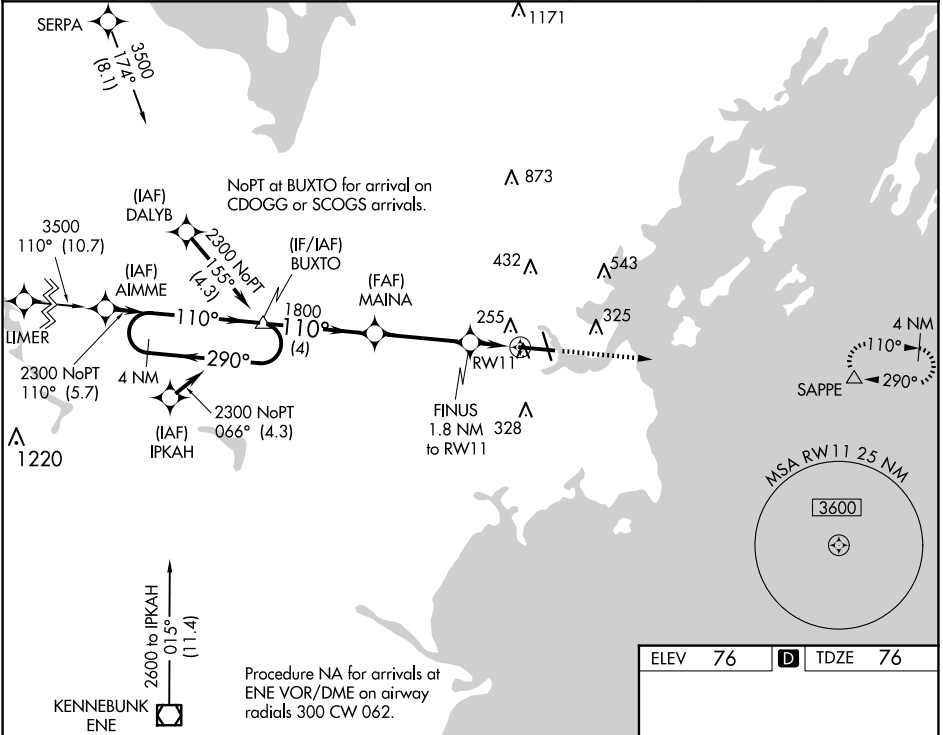 SERPA
3500
174°
(8.1)
1171
873
NoPT at BUXTO for arrival on
CDOGG or SCOGS arrivals.
(IAF)
DALYB
2300 NoPT
155°
(4.3)
(IF/IAF)
BUXTO
3500
110° (10.7)
(IAF)
AIMME
LIMER
110°
1800
110°
(4)
(FAF)
MAINA
432
543
255
325
RW11
290°
4 NM
2300 NoPT
110° (5.7)
2300 NoPT
066° (4.3)
(IAF)
IPKAH
FINUS
1.8 NM
to RW11
328
4 NM
110°
290°
SAPPE
1220
MSA RW11 25 NM
3600
2600 to IPKAH
015°
(11.4)
KENNEBUNK
ENE
Procedure NA for arrivals at
ENE VOR/DME on airway
radials 300 CW 062.
ELEV 76 D TDZE 76